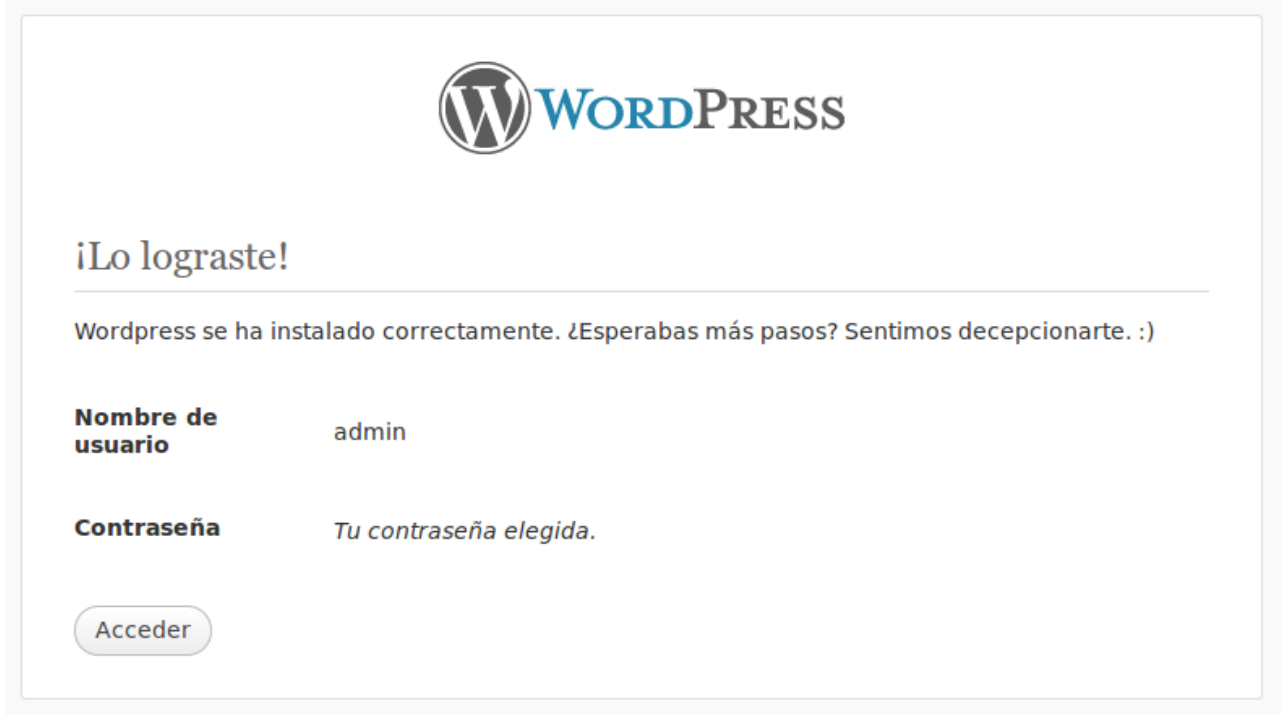 WORDPRESS
¡Lo lograste!
Wordpress se ha instalado correctamente. ¿Esperabas más pasos? Sentimos decepcionarte. :)
Nombre de
usuario
admin
Contraseña
Tu contraseña elegida.
Acceder